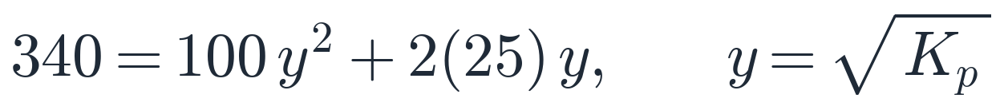 340 = 100 y² + 2(25) y, y = √K_p